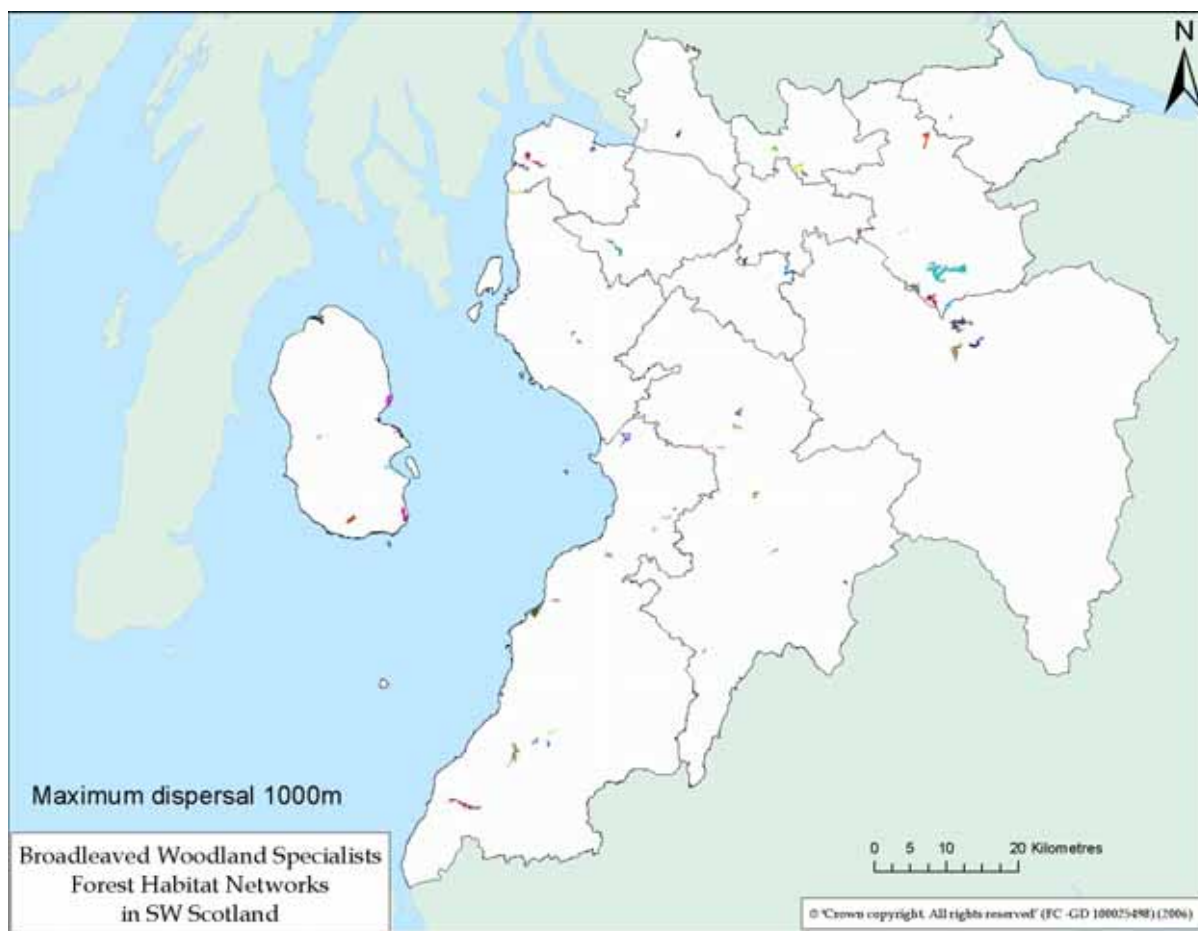 N
Maximum dispersal 1000m
Broadleaved Woodland Specialists
Forest Habitat Networks
in SW Scotland
0 5 10 20 Kilometres
© 'Crown copyright. All rights reserved' (FC -GD 100025498) (2006)